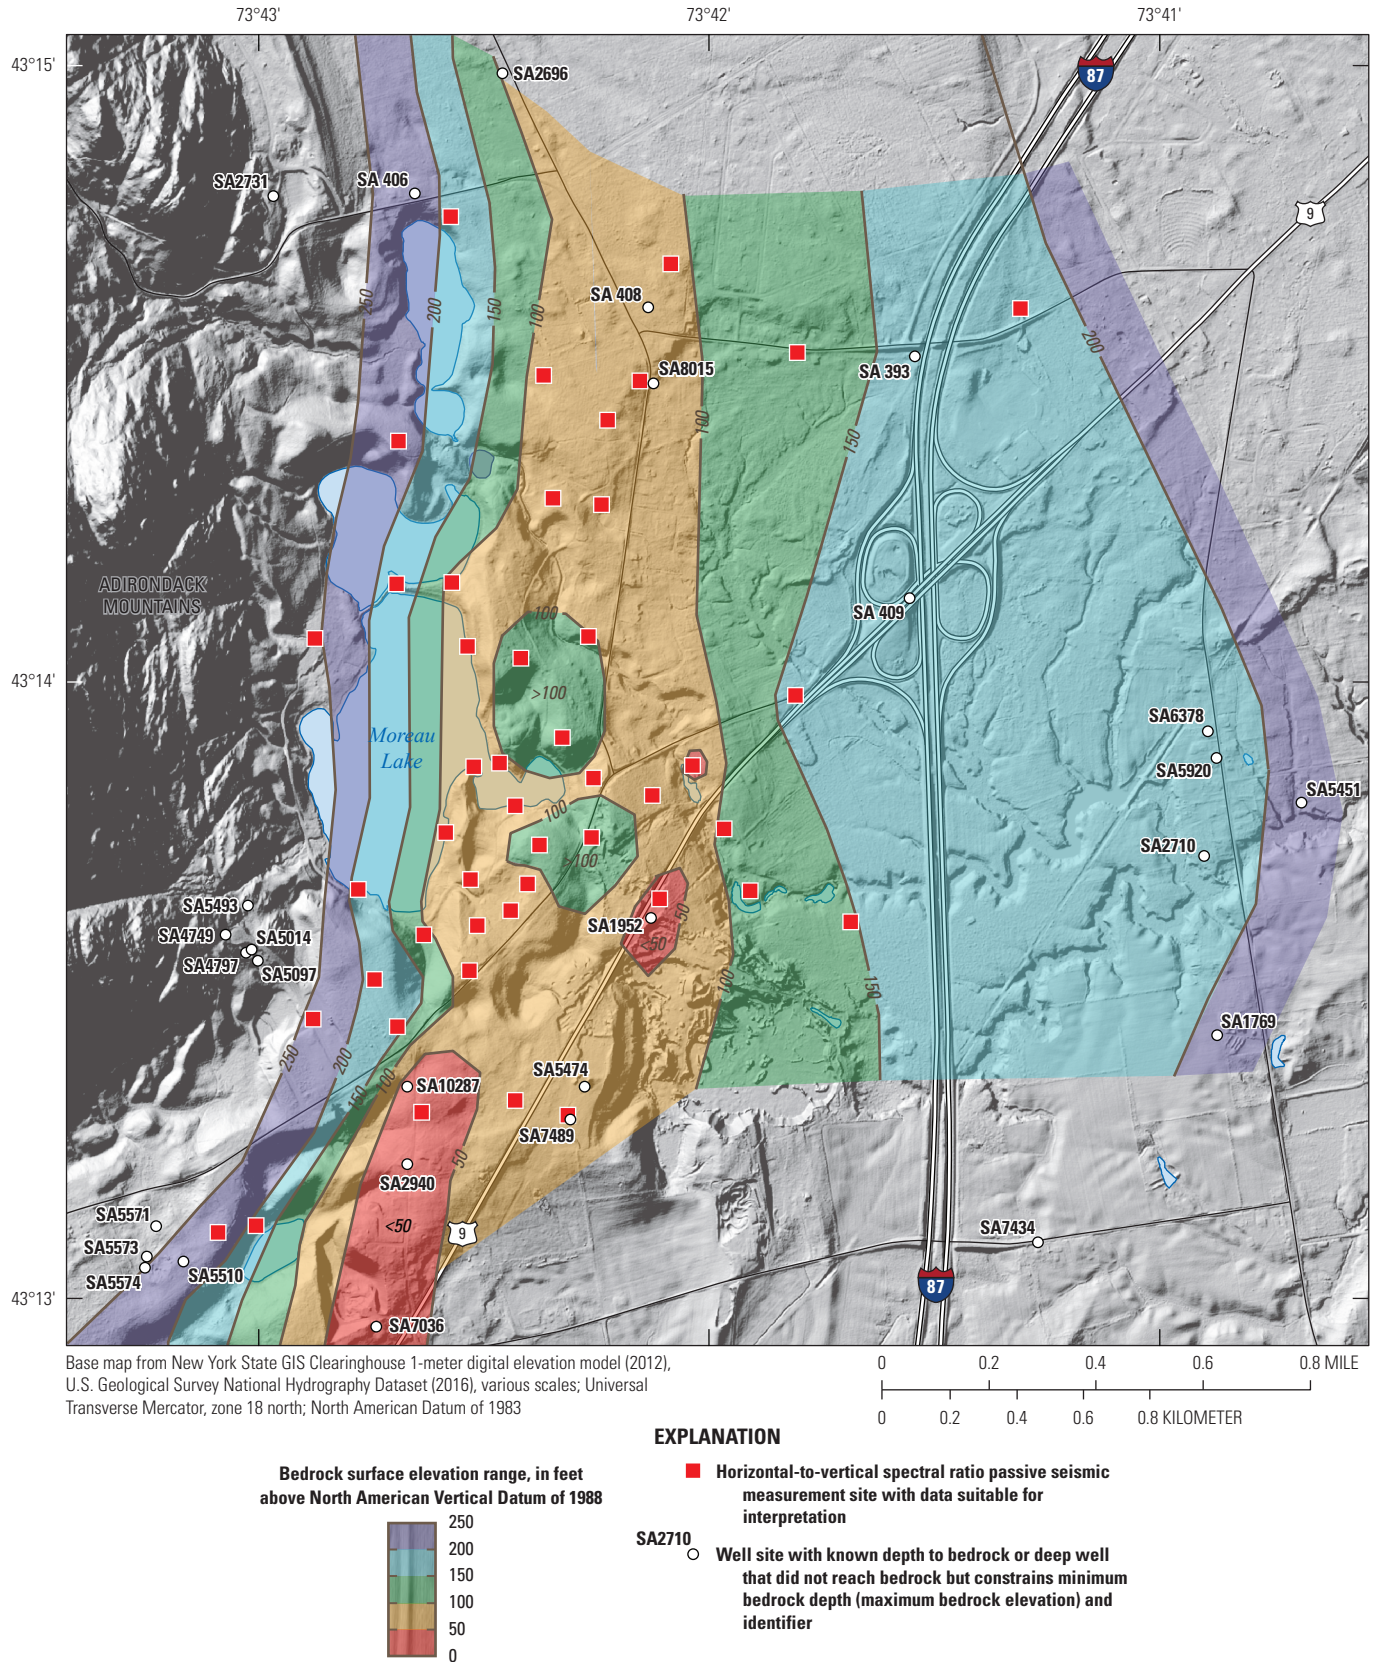 73°43'
73°42'
73°41'
43°15'
SA2696
87
SA2731
SA 406
9
250
200
150
100
SA 408
SA8015
SA 393
200
100
150
ADIRONDACK
MOUNTAINS
SA 409
100
43°14'
>100
Moreau
Lake
SA6378
SA5920
SA5451
100
SA2710
>100
SA5493
SA4749
SA5014
SA4797
SA5097
SA1952
50
<50
100
150
SA1769
250
200
150
100
SA10287
SA5474
SA7489
50
SA2940
<50
9
SA5571
SA5573
SA5574
SA5510
SA7434
87
43°13'
SA7036
Base map from New York State GIS Clearinghouse 1-meter digital elevation model (2012),
U.S. Geological Survey National Hydrography Dataset (2016), various scales; Universal
Transverse Mercator, zone 18 north; North American Datum of 1983
0 0.2 0.4 0.6 0.8 MILE
0 0.2 0.4 0.6 0.8 KILOMETER
EXPLANATION
Bedrock surface elevation range, in feet
above North American Vertical Datum of 1988
250
200
150
100
50
0
Horizontal-to-vertical spectral ratio passive seismic
measurement site with data suitable for
interpretation
SA2710
Well site with known depth to bedrock or deep well
that did not reach bedrock but constrains minimum
bedrock depth (maximum bedrock elevation) and
identifier